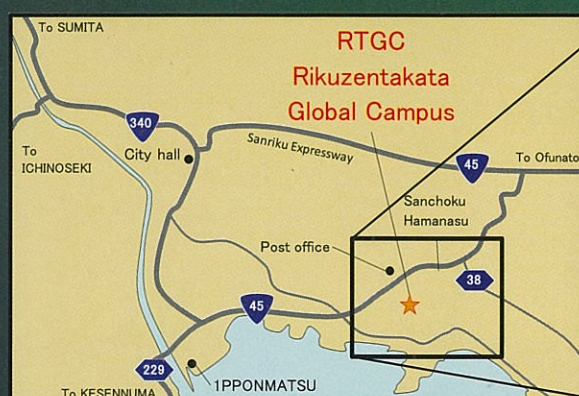 To SUMITA
RTGC
Rikuzentakata
Global Campus
340
City hall
Sanriku Expressway
45
To Ofunato
To
ICHINOSEKI
Sanchoku
Hamanasu
Post office
38
45
229
1PPONMATSU
To KESENNUMA